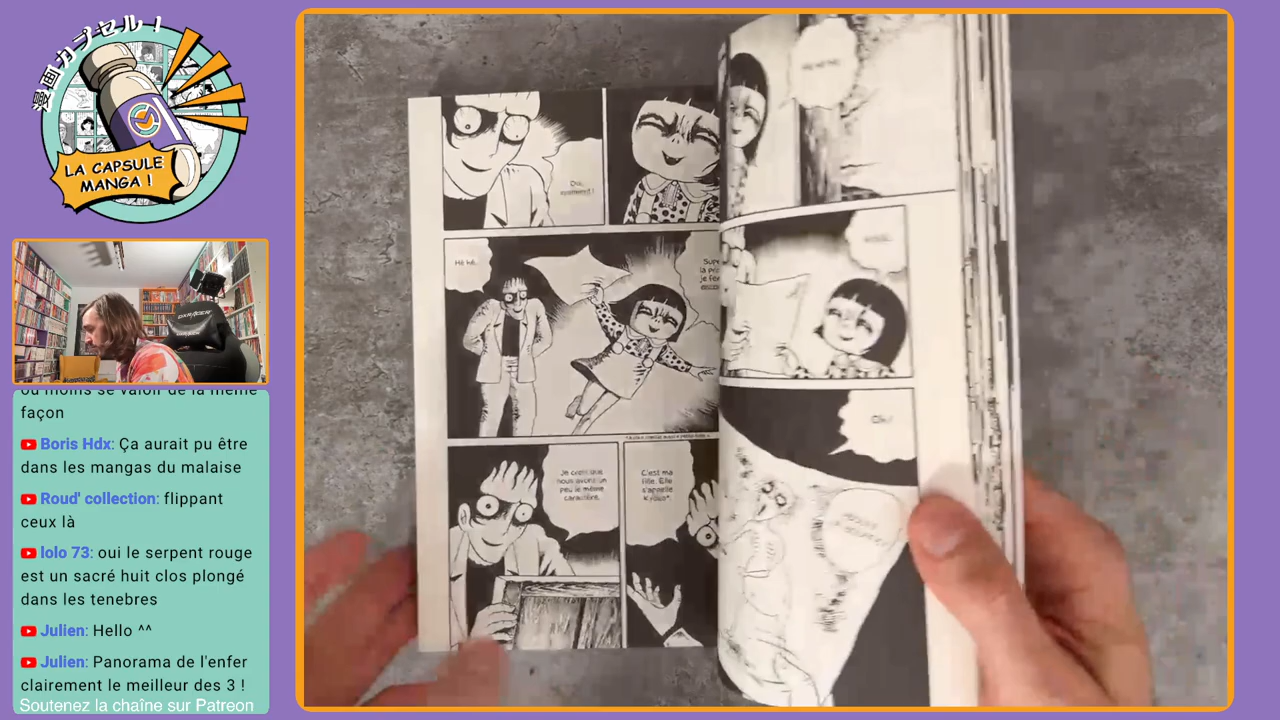 漫画カプセル!
LA CAPSULE
MANGA !
ou moins se valoir de la même
façon
Boris Hdx: Ça aurait pu être
dans les mangas du malaise
Roud' collection: flippant
ceux là
lolo 73: oui le serpent rouge
est un sacré huit clos plongé
dans les tenebres
Julien: Hello ^^
Julien: Panorama de l'enfer
clairement le meilleur des 3 !
Soutenez la chaîne sur Patreon
Oui,
Hé hé.
Je crois que
nous avons un
peu le même
caractère.
C'est ma
fille. Elle
s'appelle
Kyôko*.
Oh!